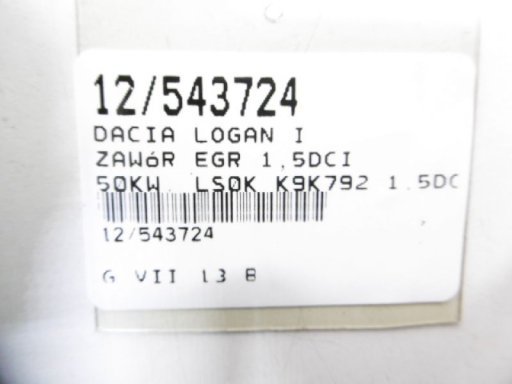 12/543724
DACIA LOGAN I
ZAWóR EGR 1,5DCI
50KW LS0K K9K792 1.5DC
12/543724
G VII 13 B